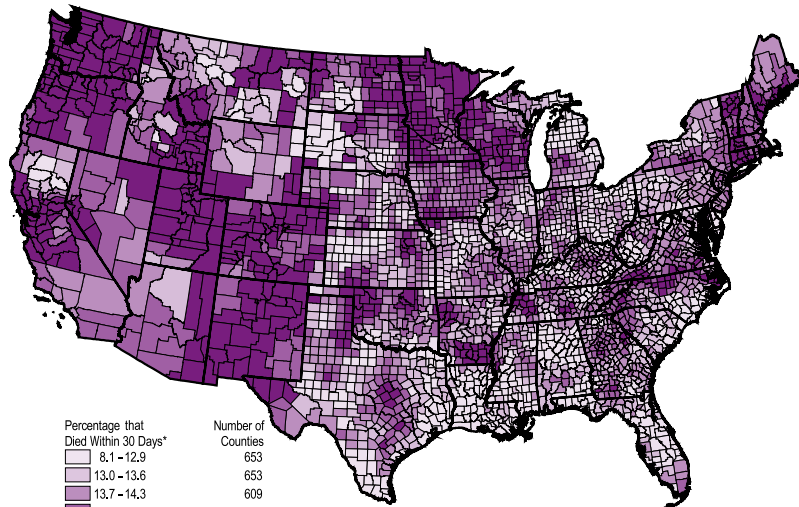 Percentage that Number of
Died Within 30 Days* Counties
8.1 – 12.9 653
13.0 – 13.6 653
13.7 – 14.3 609